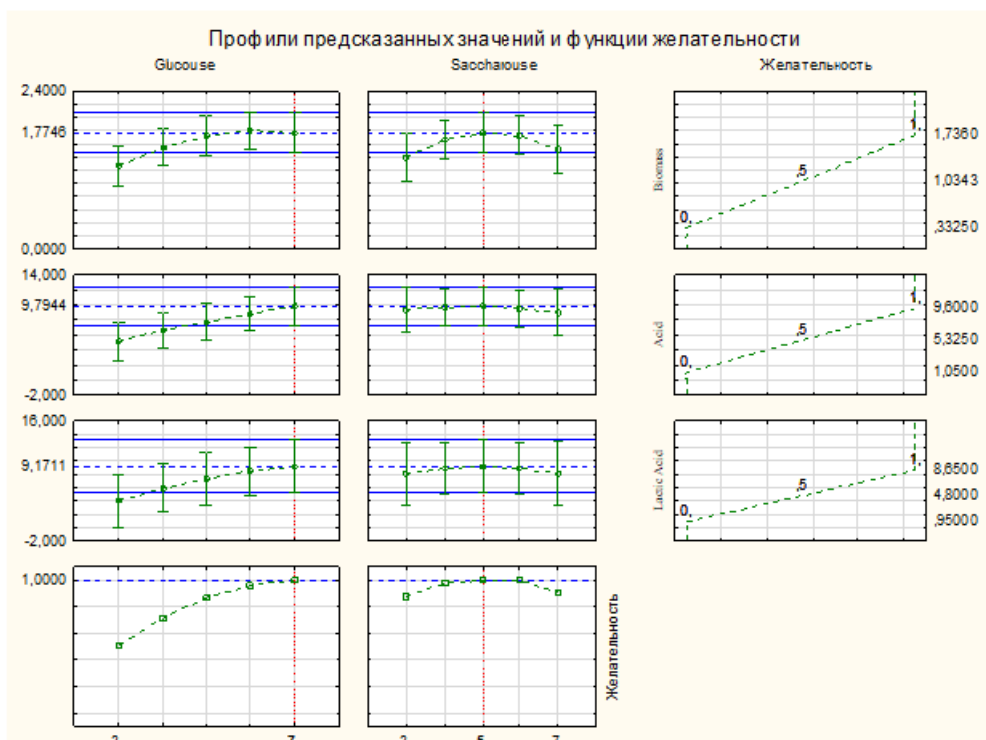 Профили предсказанных значений и функции желательности
Glucouse Saccharouse Желательность
2,4000
1,7746
0,0000
Biomass
0, ,5 1,
1,7360
1,0343
,33250
14,000
9,7944
-2,000
Acid
0, ,5 1,
9,6000
5,3250
1,0500
16,000
9,1711
-2,000
Lactic Acid
0, ,5 1,
8,6500
4,8000
,95000
1,0000
Желательность
7 5 7